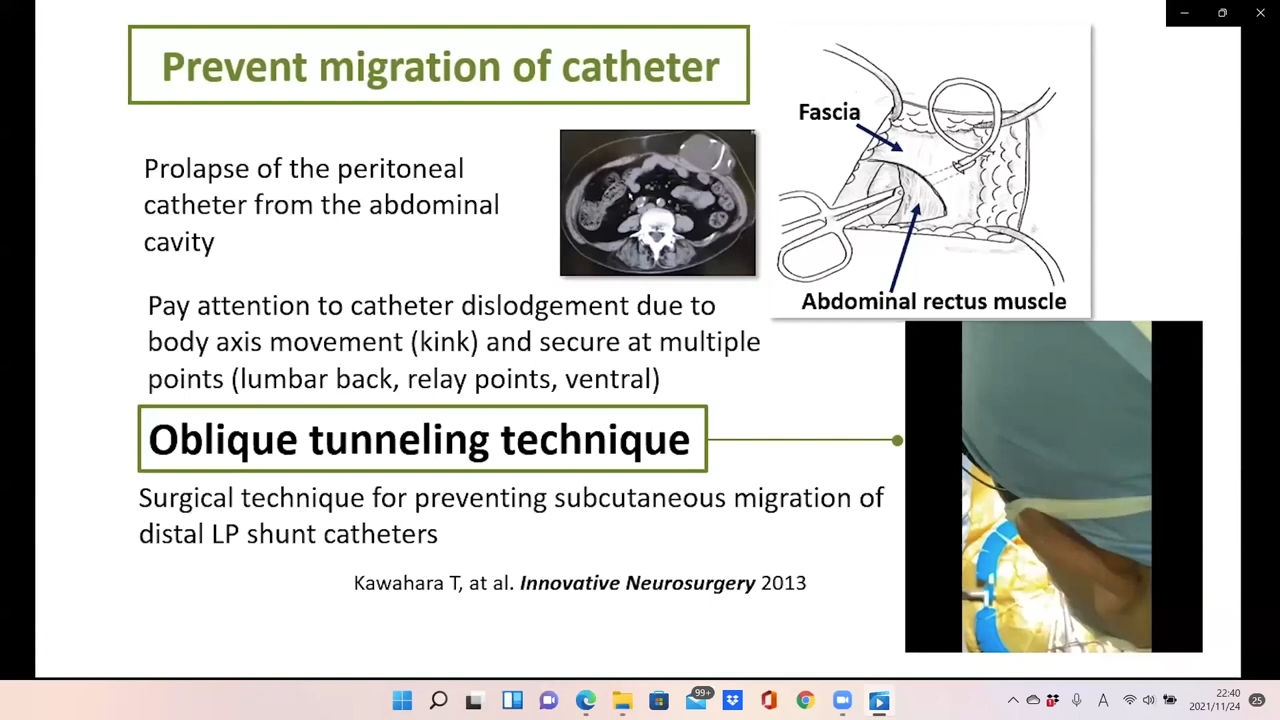 Prevent migration of catheter
Prolapse of the peritoneal
catheter from the abdominal
cavity
Fascia
Abdominal rectus muscle
Pay attention to catheter dislodgement due to
body axis movement (kink) and secure at multiple
points (lumbar back, relay points, ventral)
Oblique tunneling technique
Surgical technique for preventing subcutaneous migration of
distal LP shunt catheters
Kawahara T, at al. Innovative Neurosurgery 2013
99+
A
22:40
2021/11/24
25